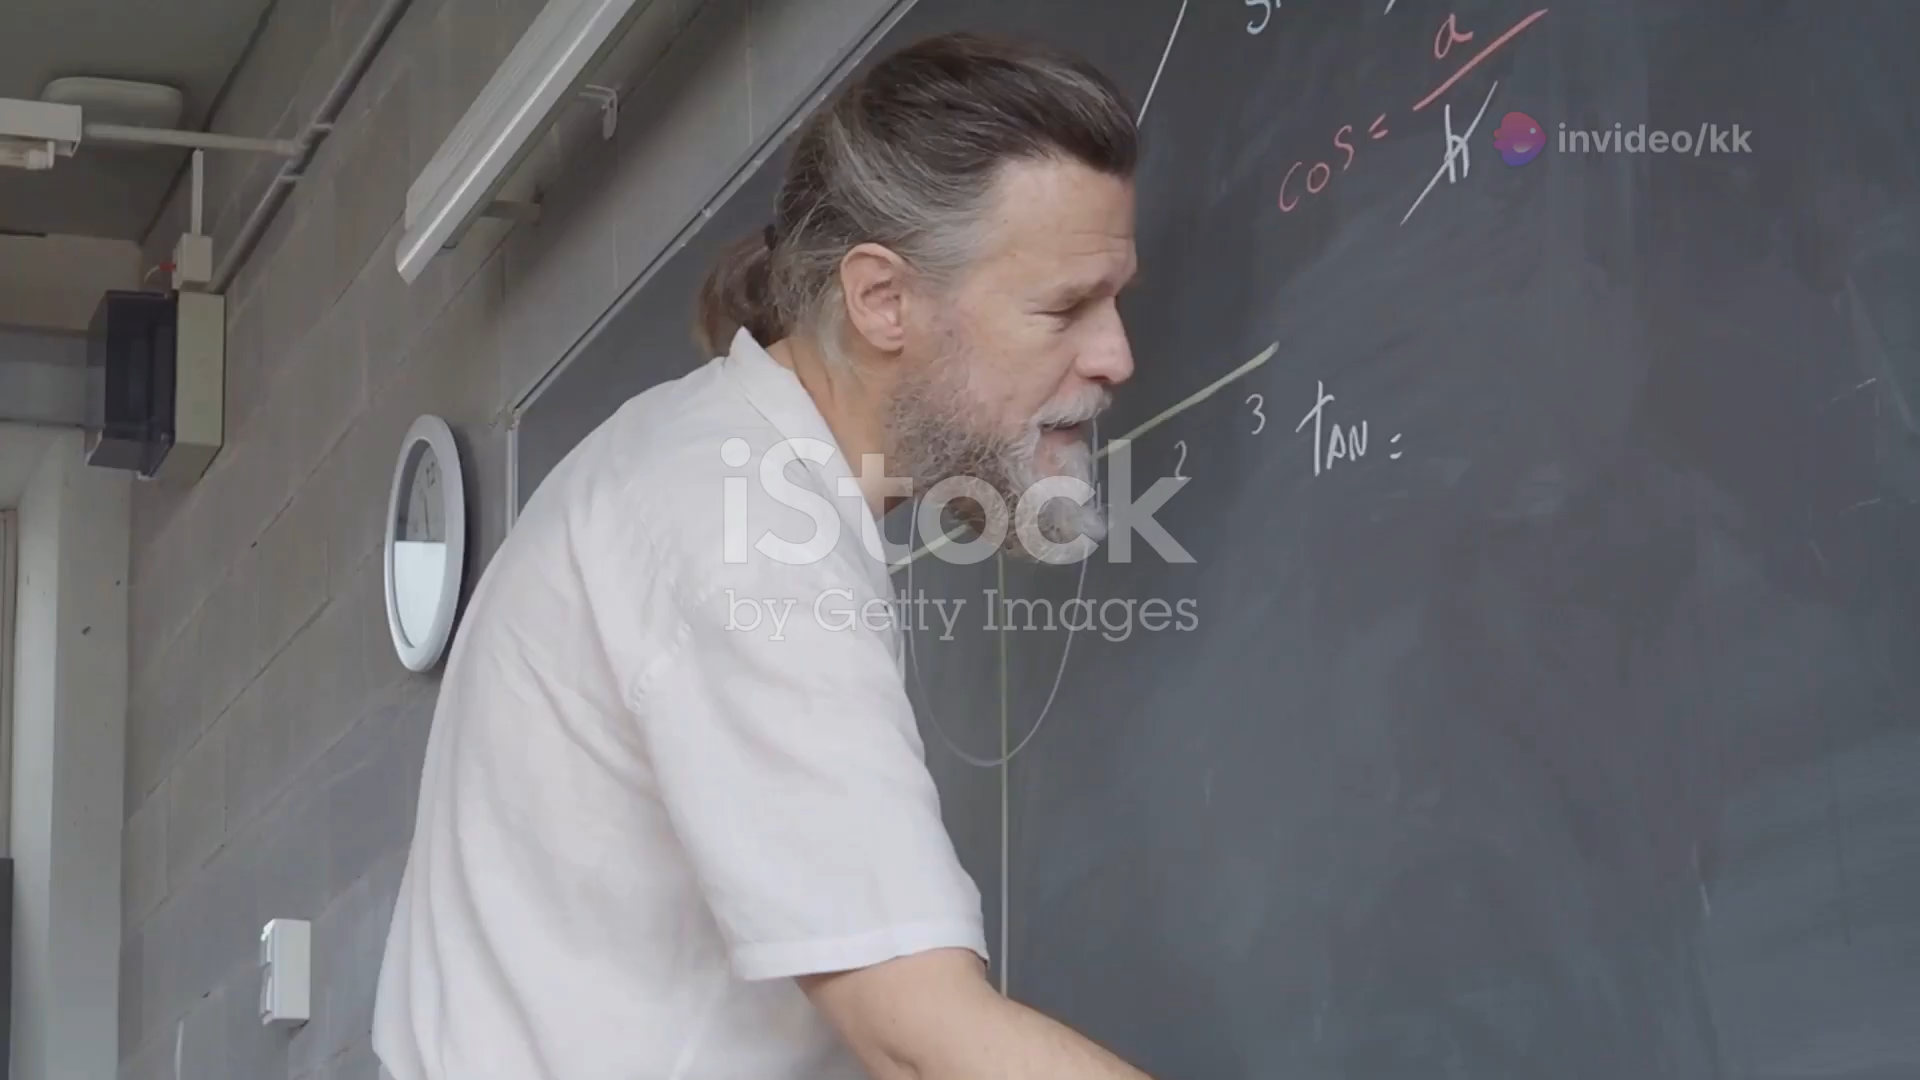 cos = a/h
invideo/kk
2 3 TAN =
iStock
by Getty Images